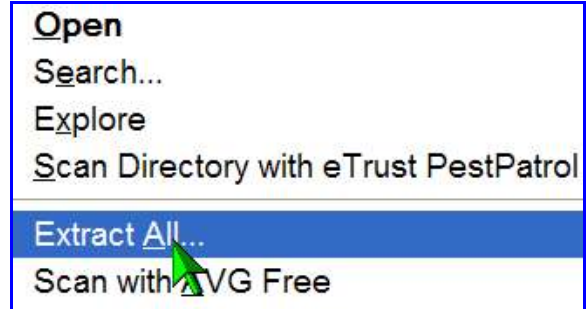 Open
Search...
Explore
Scan Directory with eTrust PestPatrol
Extract All...
Scan with AVG Free